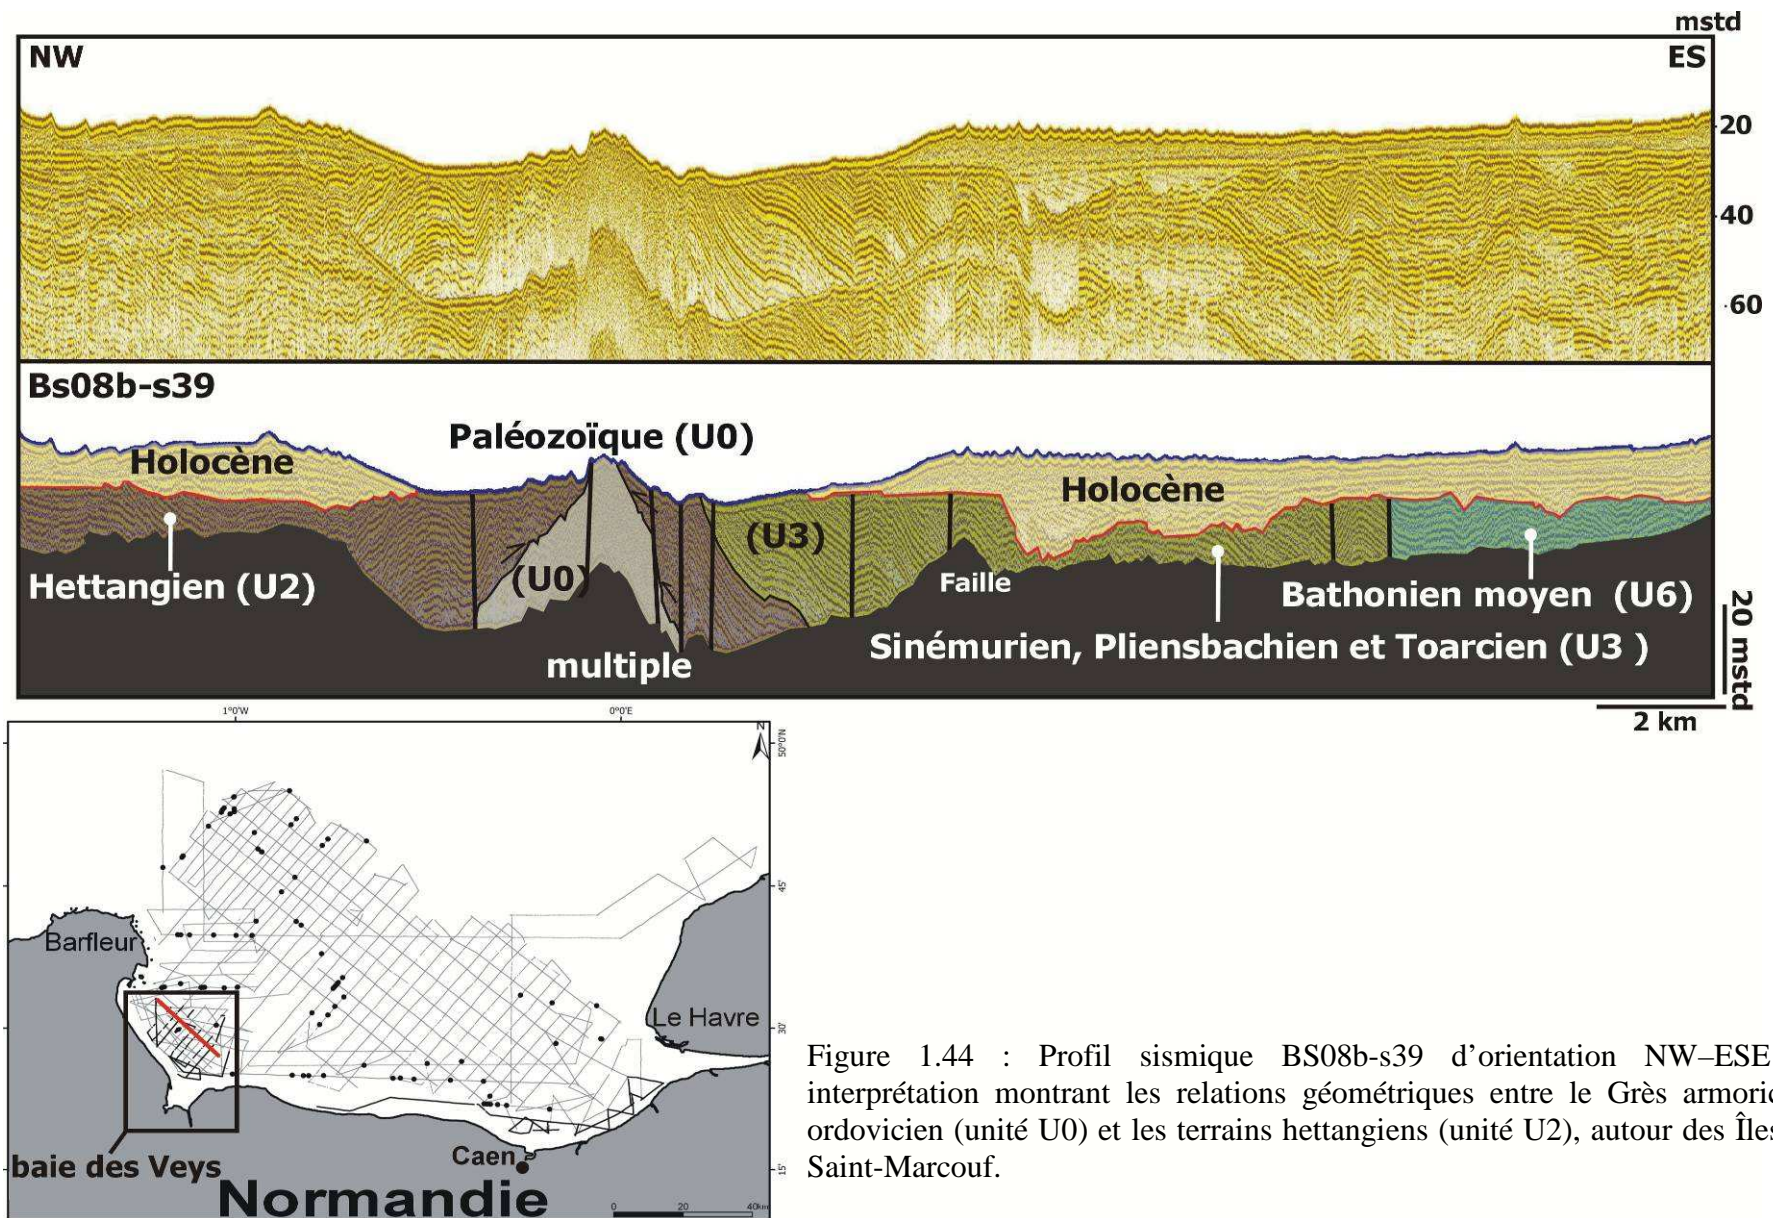 mstd
NW
ES
20
40
60
Bs08b-s39
Paléozoïque (U0)
Holocène
Holocène
(U3)
(U0)
Hettangien (U2)
Faille
Bathonien moyen (U6)
Sinémurien, Pliensbachien et Toarcien (U3 )
multiple
20 mstd
2 km
1°0'W
0°0'E
N
50°0'N
45'
Barfleur
Le Havre
30'
baie des Veys
Caen
15'
Normandie
0 20 40km
Figure 1.44 : Profil sismique BS08b-s39 d’orientation NW–ESE
interprétation montrant les relations géométriques entre le Grès armoric
ordovicien (unité U0) et les terrains hettangiens (unité U2), autour des Îles
Saint-Marcouf.